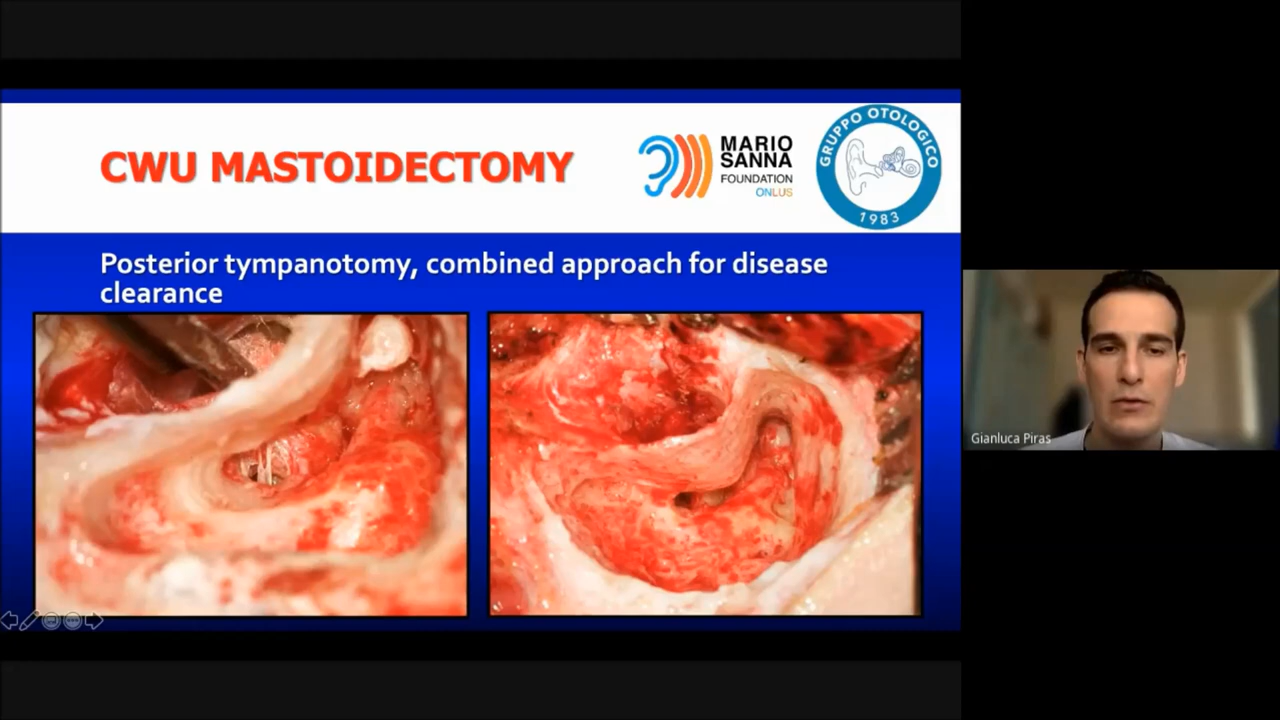 CWU MASTOIDECTOMY
MARIO
SANNA
FOUNDATION
ONLUS
GRUPPO OTOLOGICO
1983
Posterior tympanotomy, combined approach for disease
clearance
Gianluca Piras